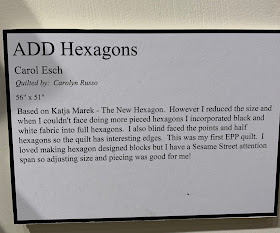 ADD Hexagons
Carol Esch
Quilted by: Carolyn Russo
56" x 51"
Based on Katja Marek - The New Hexagon. However I reduced the size and
when I couldn't face doing more pieced hexagons I incorporated black and
white fabric into full hexagons. I also blind faced the points and half
hexagons so the quilt has interesting edges. This was my first EPP quilt. I
loved making hexagon designed blocks but I have a Sesame Street attention
span so adjusting size and piecing was good for me!